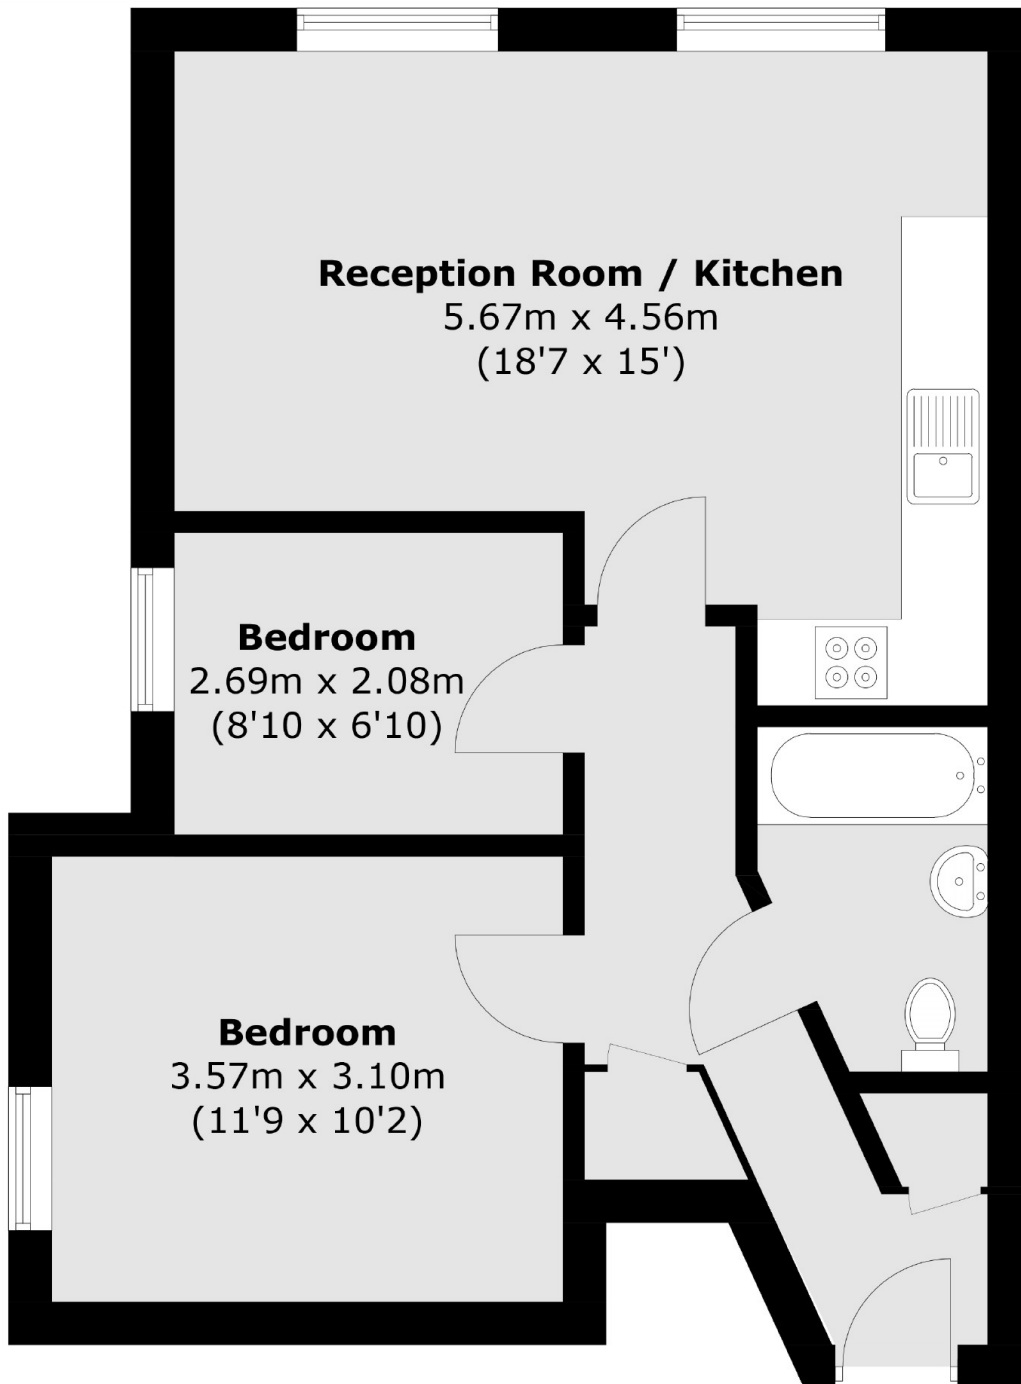 Reception Room / Kitchen
5.67m x 4.56m
(18'7 x 15')
Bedroom
2.69m x 2.08m
(8'10 x 6'10)
Bedroom
3.57m x 3.10m
(11'9 x 10'2)